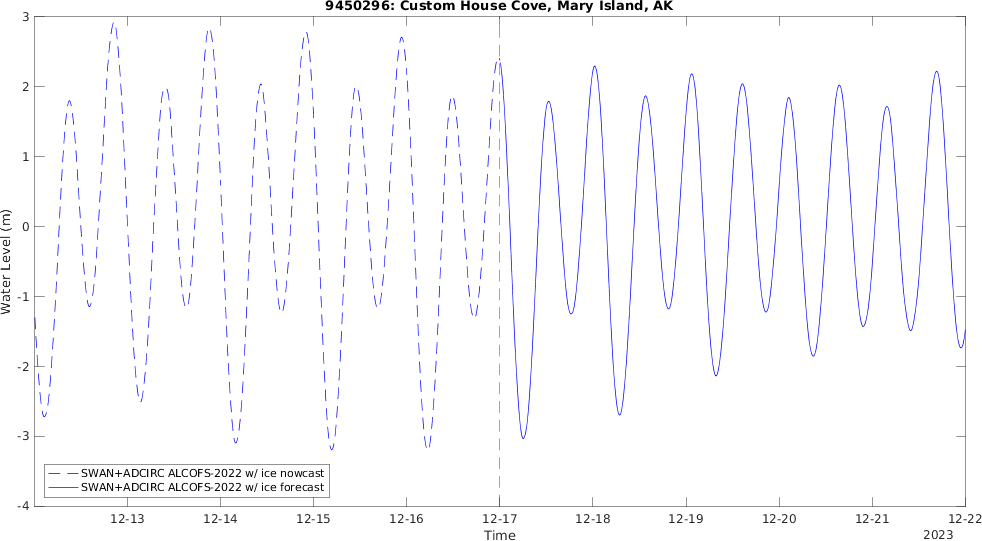 9450296: Custom House Cove, Mary Island, AK
3
2
1
0
-1
-2
-3
-4
Water Level (m)
SWAN+ADCIRC ALCOFS-2022 w/ ice nowcast
SWAN+ADCIRC ALCOFS-2022 w/ ice forecast
12-13 12-14 12-15 12-16 12-17 12-18 12-19 12-20 12-21 12-22
Time
2023